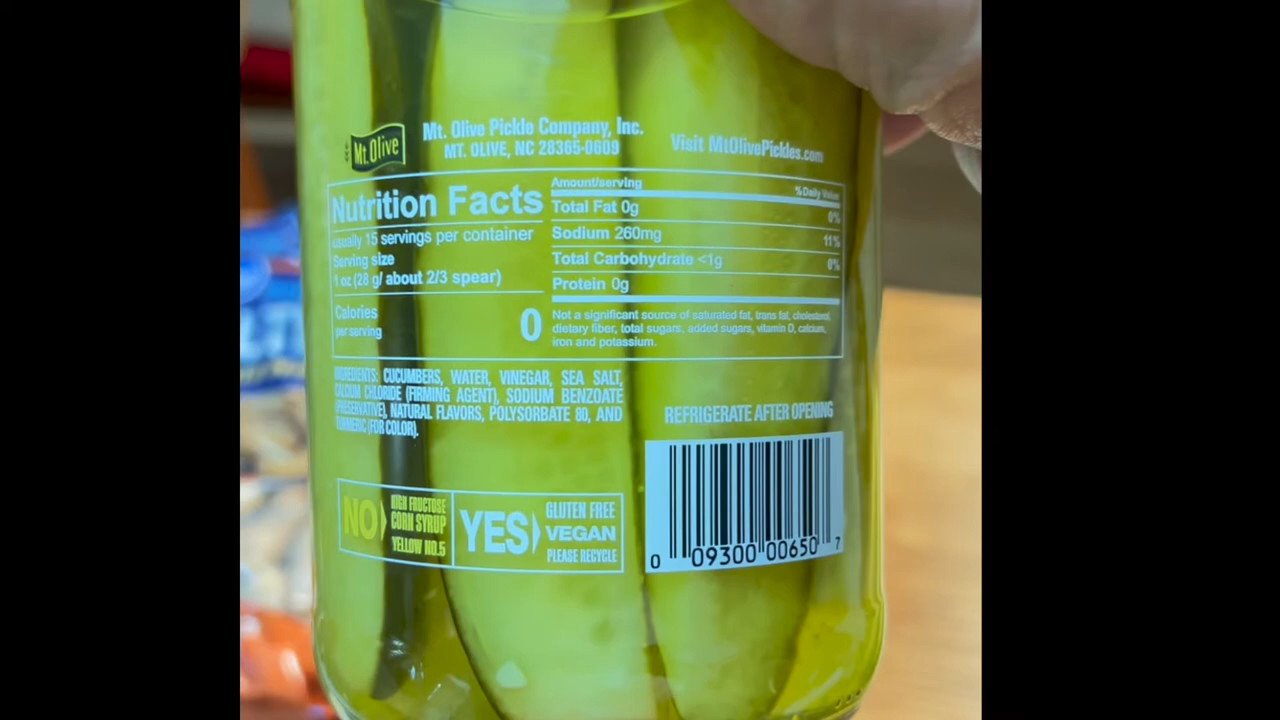 Mt. Olive
Mt. Olive Pickle Company, Inc.
MT. OLIVE, NC 28365-0609
Visit MtOlivePickles.com
Nutrition Facts
usually 15 servings per container
Serving size
1 oz (28 g/ about 2/3 spear)
Calories
per serving
0
Amount/serving
%Daily Value
Total Fat 0g 0%
Sodium 260mg 11%
Total Carbohydrate <1g 0%
Protein 0g
Not a significant source of saturated fat, trans fat, cholesterol,
dietary fiber, total sugars, added sugars, vitamin D, calcium,
iron and potassium.
INGREDIENTS: CUCUMBERS, WATER, VINEGAR, SEA SALT,
CALCIUM CHLORIDE (FIRMING AGENT), SODIUM BENZOATE
(PRESERVATIVE), NATURAL FLAVORS, POLYSORBATE 80, AND
TURMERIC (FOR COLOR).
REFRIGERATE AFTER OPENING
NO
HIGH FRUCTOSE
CORN SYRUP
YELLOW NO.5
YES
GLUTEN FREE
VEGAN
PLEASE RECYCLE
0 09300 00650 7